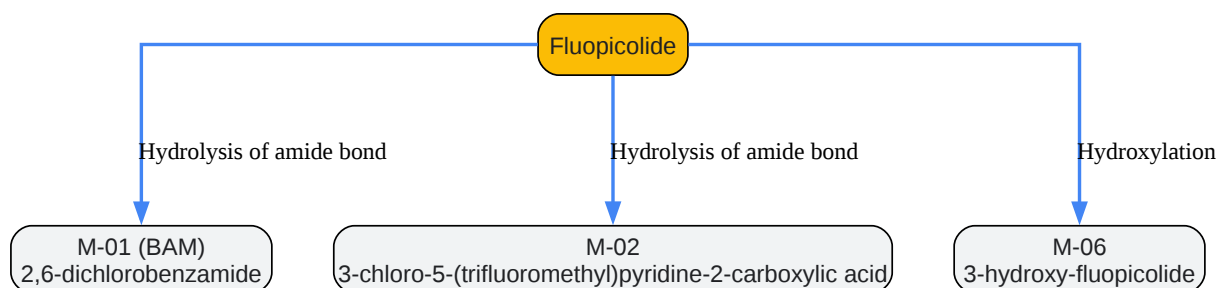 Fluopicolide
Hydrolysis of amide bond
Hydrolysis of amide bond
Hydroxylation
M-01 (BAM)
2,6-dichlorobenzamide
M-02
3-chloro-5-(trifluoromethyl)pyridine-2-carboxylic acid
M-06
3-hydroxy-fluopicolide